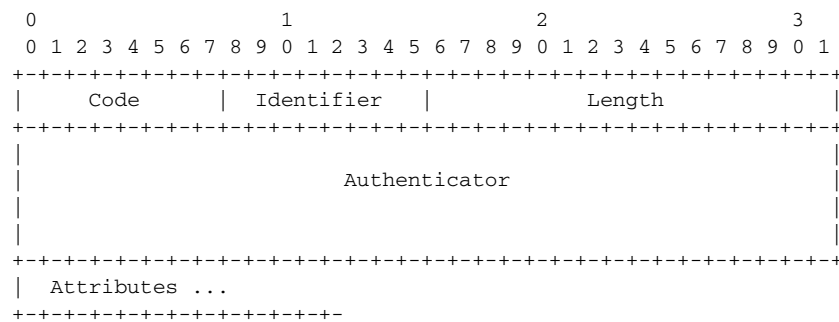 0                   1                   2                   3
 0 1 2 3 4 5 6 7 8 9 0 1 2 3 4 5 6 7 8 9 0 1 2 3 4 5 6 7 8 9 0 1
+-+-+-+-+-+-+-+-+-+-+-+-+-+-+-+-+-+-+-+-+-+-+-+-+-+-+-+-+-+-+-+-+
|     Code      |  Identifier   |            Length             |
+-+-+-+-+-+-+-+-+-+-+-+-+-+-+-+-+-+-+-+-+-+-+-+-+-+-+-+-+-+-+-+-+
|                                                               |
|                         Authenticator                         |
|                                                               |
|                                                               |
+-+-+-+-+-+-+-+-+-+-+-+-+-+-+-+-+-+-+-+-+-+-+-+-+-+-+-+-+-+-+-+-+
|  Attributes ...
+-+-+-+-+-+-+-+-+-+-+-+-+-